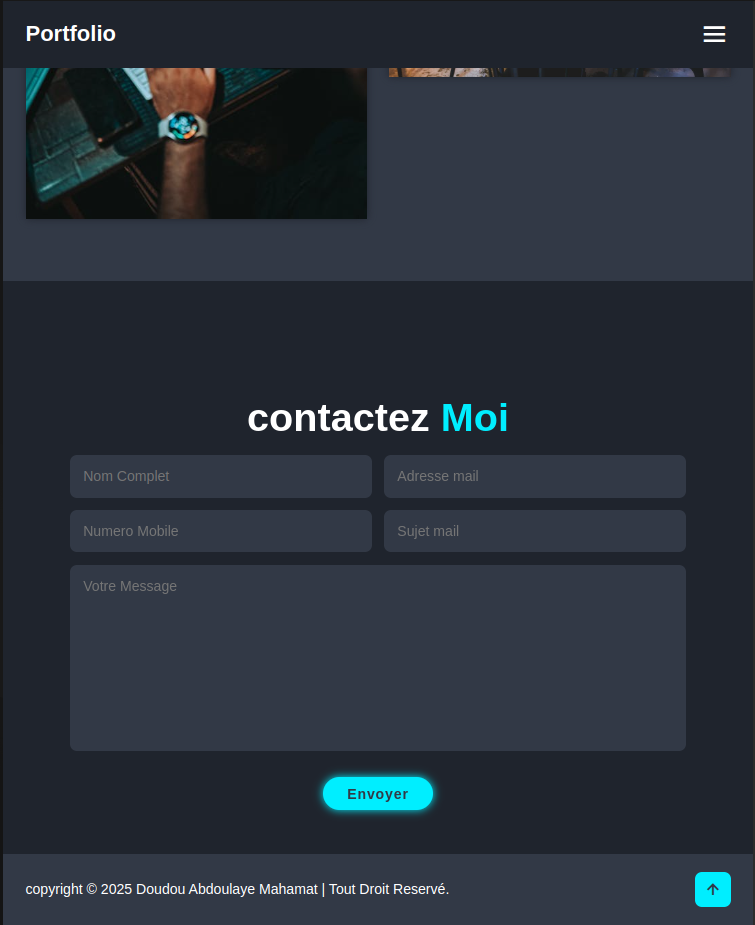 Portfolio
contactez Moi
Nom Complet
Adresse mail
Numero Mobile
Sujet mail
Votre Message
Envoyer
copyright © 2025 Doudou Abdoulaye Mahamat | Tout Droit Reservé.